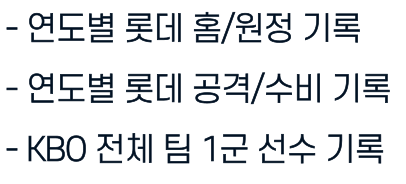 - 연도별 롯데 홈/원정 기록
- 연도별 롯데 공격/수비 기록
- KBO 전체 팀 1군 선수 기록